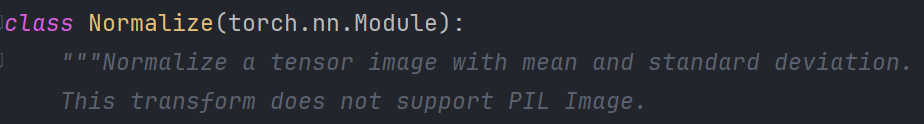 class Normalize(torch.nn.Module):
"""Normalize a tensor image with mean and standard deviation.
This transform does not support PIL Image.